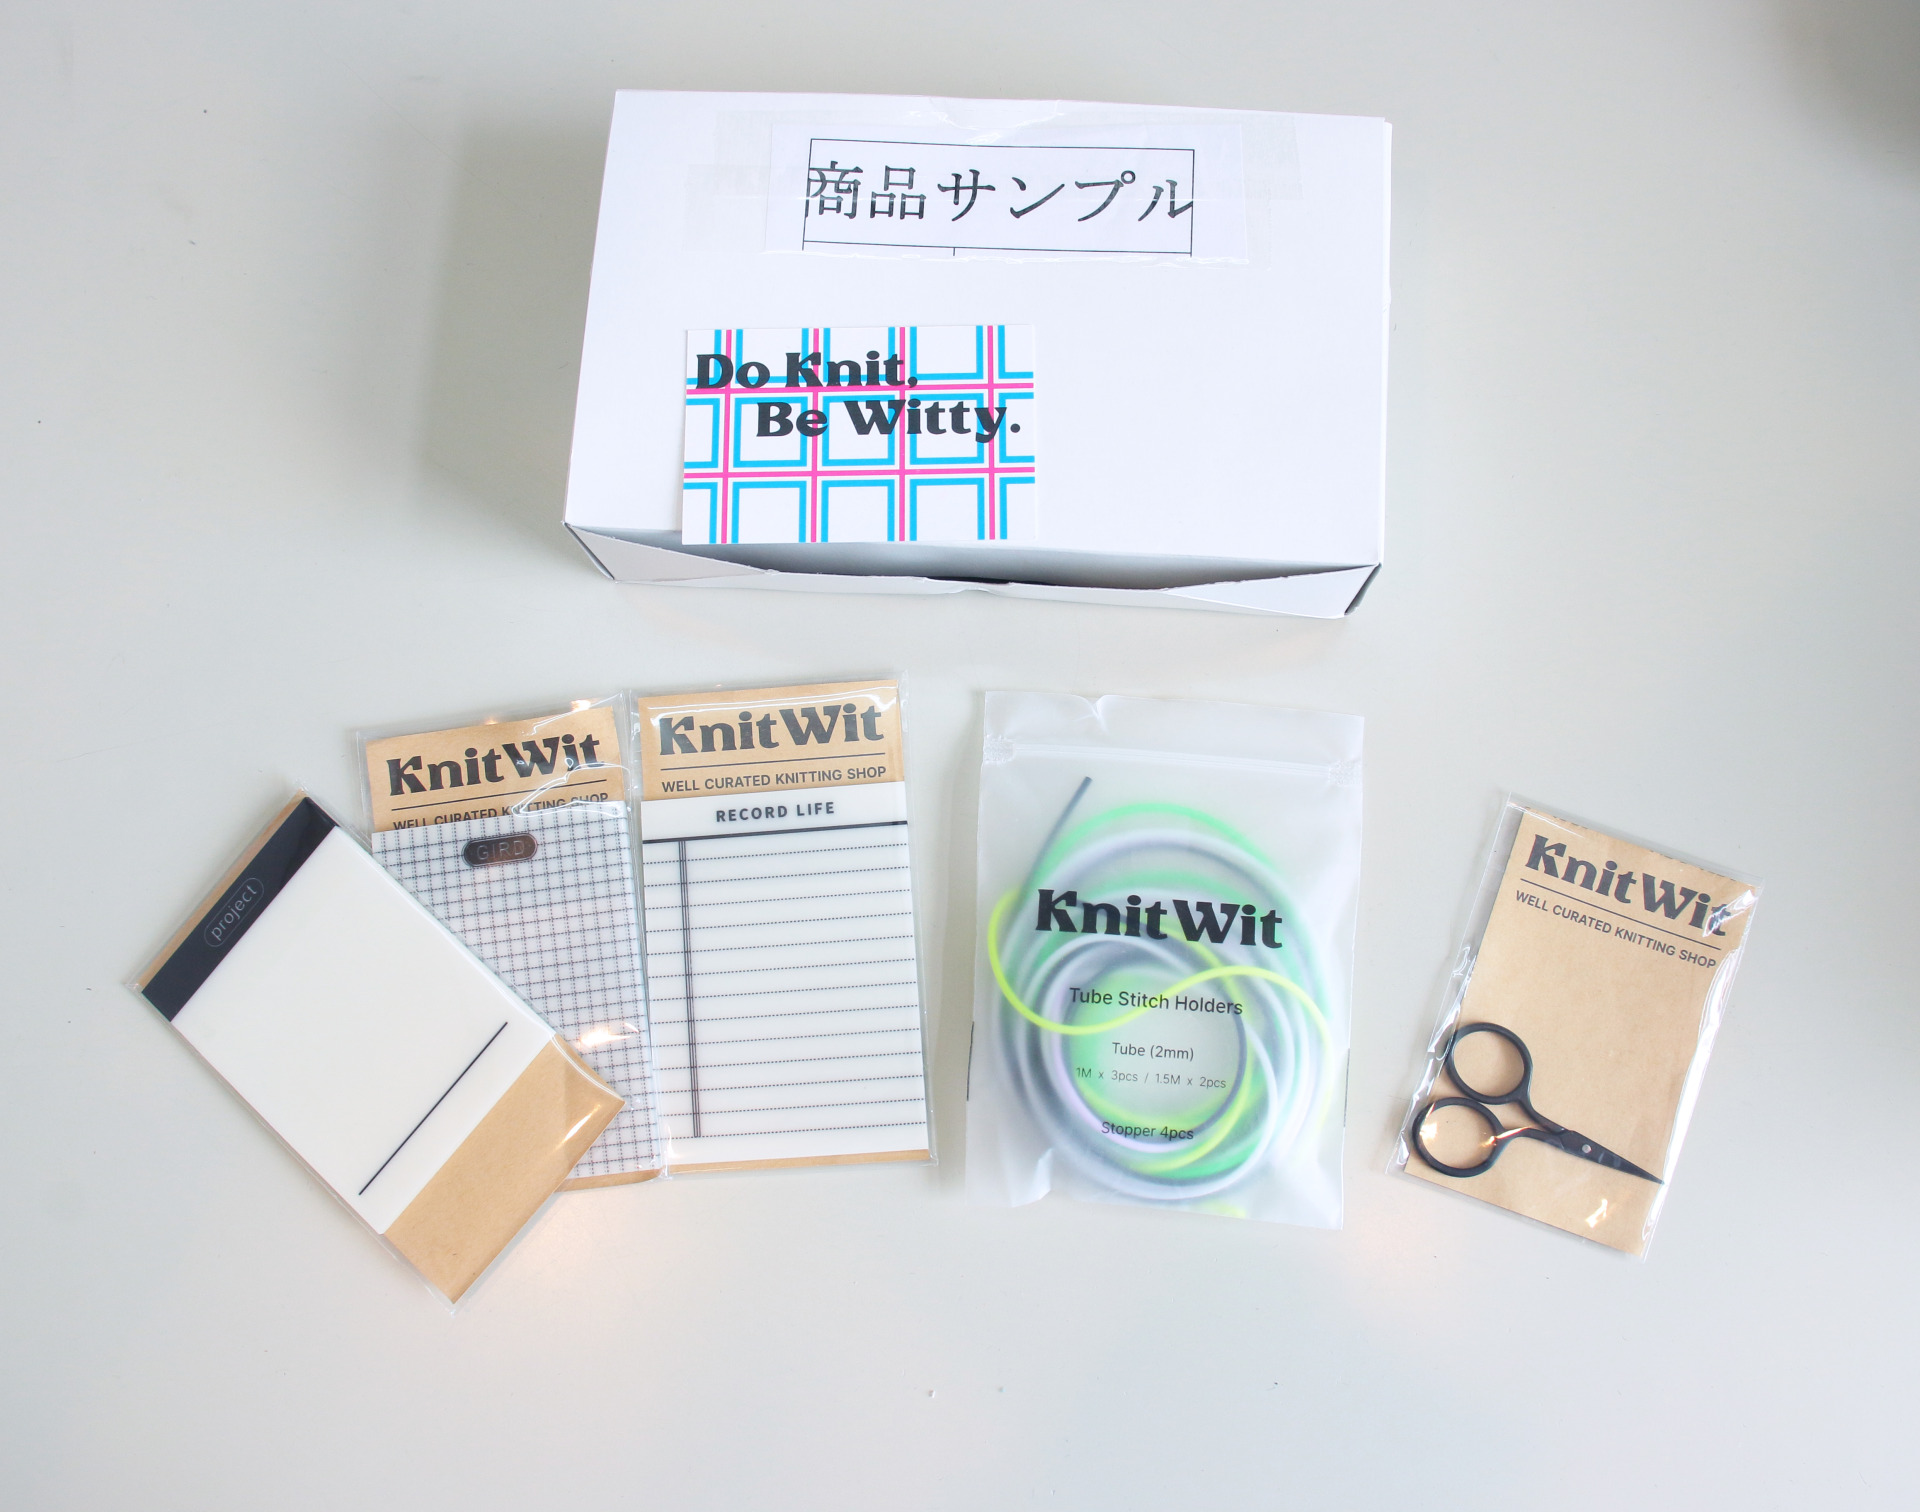 商品サンプル
Do Knit.
Be Witty.
project
KnitWit
WELL CURATED KNITTING SHOP
GIRD
KnitWit
WELL CURATED KNITTING SHOP
RECORD LIFE
KnitWit
Tube Stitch Holders
Tube (2mm)
1M x 3pcs / 1.5M x 2pcs
Stopper 4pcs
KnitWit
WELL CURATED KNITTING SHOP